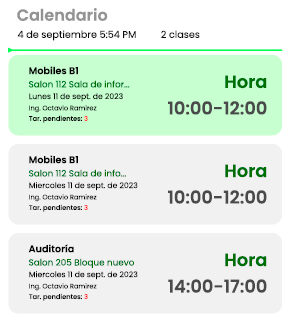 Calendario
4 de septiembre 5:54 PM 2 clases
Mobiles B1
Salon 112 Sala de infor...
Lunes 11 de sept. de 2023
Ing. Octavio Ramirez
Tar. pendientes: 3
Hora
10:00-12:00
Mobiles B1
Salon 112 Sala de info...
Miercoles 11 de sept. de 2023
Ing. Octavio Ramirez
Tar. pendientes: 3
Hora
10:00-12:00
Auditoría
Salon 205 Bloque nuevo
Miercoles 11 de sept. de 2023
Ing. Octavio Ramirez
Tar. pendientes: 3
Hora
14:00-17:00